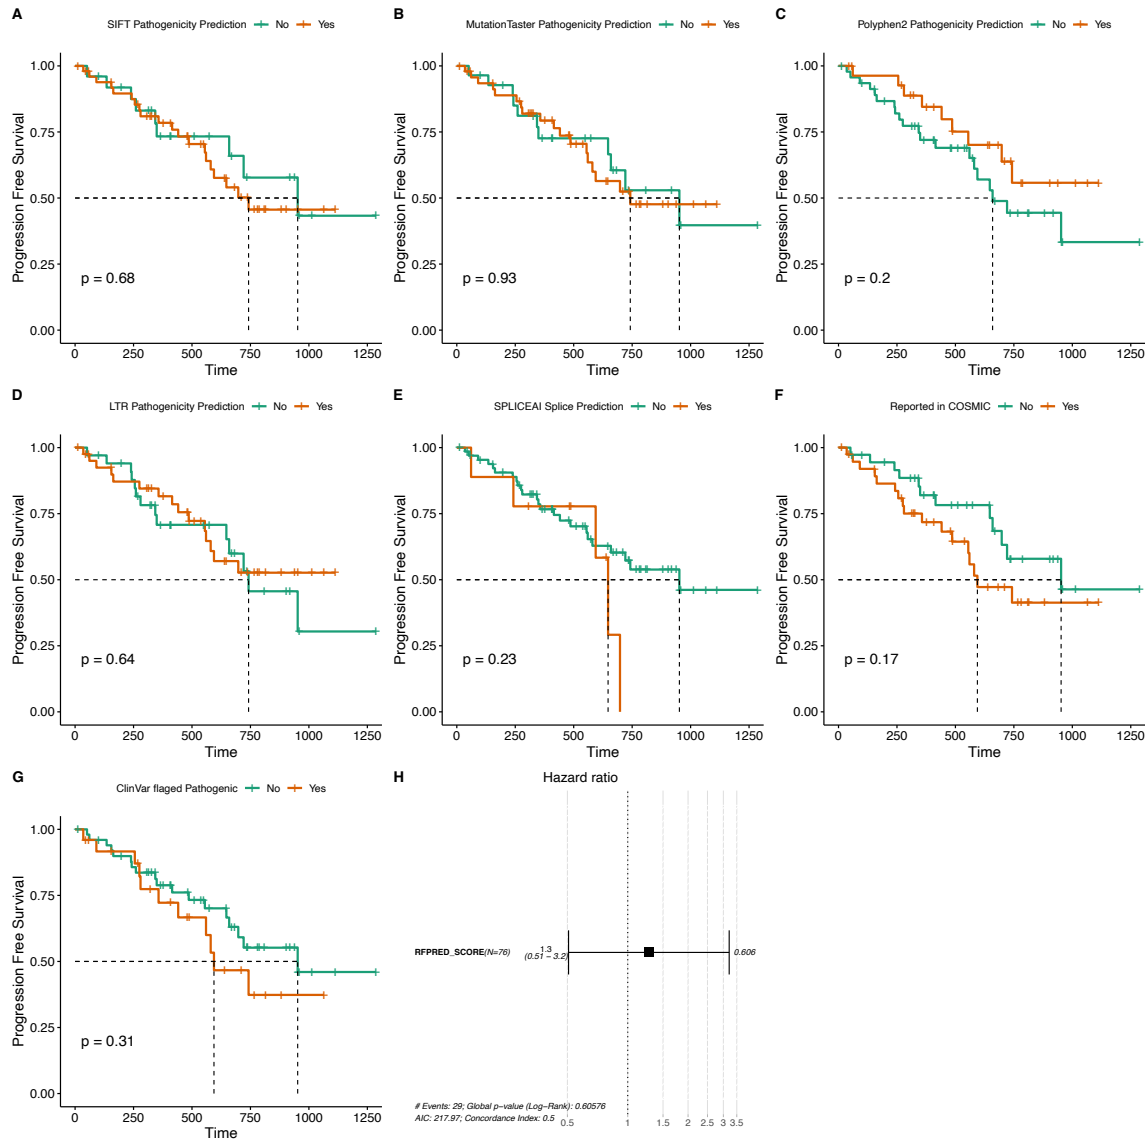 A
SIFT Pathogenicity Prediction No Yes
1.00
0.75
0.50
0.25
0.00
Progression Free Survival
p = 0.68
0 250 500 750 1000 1250
Time
B
MutationTaster Pathogenicity Prediction No Yes
1.00
0.75
0.50
0.25
0.00
Progression Free Survival
p = 0.93
0 250 500 750 1000 1250
Time
C
Polyphen2 Pathogenicity Prediction No Yes
1.00
0.75
0.50
0.25
0.00
Progression Free Survival
p = 0.2
0 250 500 750 1000 1250
Time
D
LTR Pathogenicity Prediction No Yes
1.00
0.75
0.50
0.25
0.00
Progression Free Survival
p = 0.64
0 250 500 750 1000 1250
Time
E
SPLICEAI Splice Prediction No Yes
1.00
0.75
0.50
0.25
0.00
Progression Free Survival
p = 0.23
0 250 500 750 1000 1250
Time
F
Reported in COSMIC No Yes
1.00
0.75
0.50
0.25
0.00
Progression Free Survival
p = 0.17
0 250 500 750 1000 1250
Time
G
ClinVar flaged Pathogenic No Yes
1.00
0.75
0.50
0.25
0.00
Progression Free Survival
p = 0.31
0 250 500 750 1000 1250
Time
H
Hazard ratio
RFPRED_SCORE(N=76) 1.3 0.606
(0.51 − 3.2)
# Events: 29; Global p−value (Log−Rank): 0.60576
AIC: 217.97; Concordance Index: 0.5
0.5 1 1.5 2 2.5 3 3.5